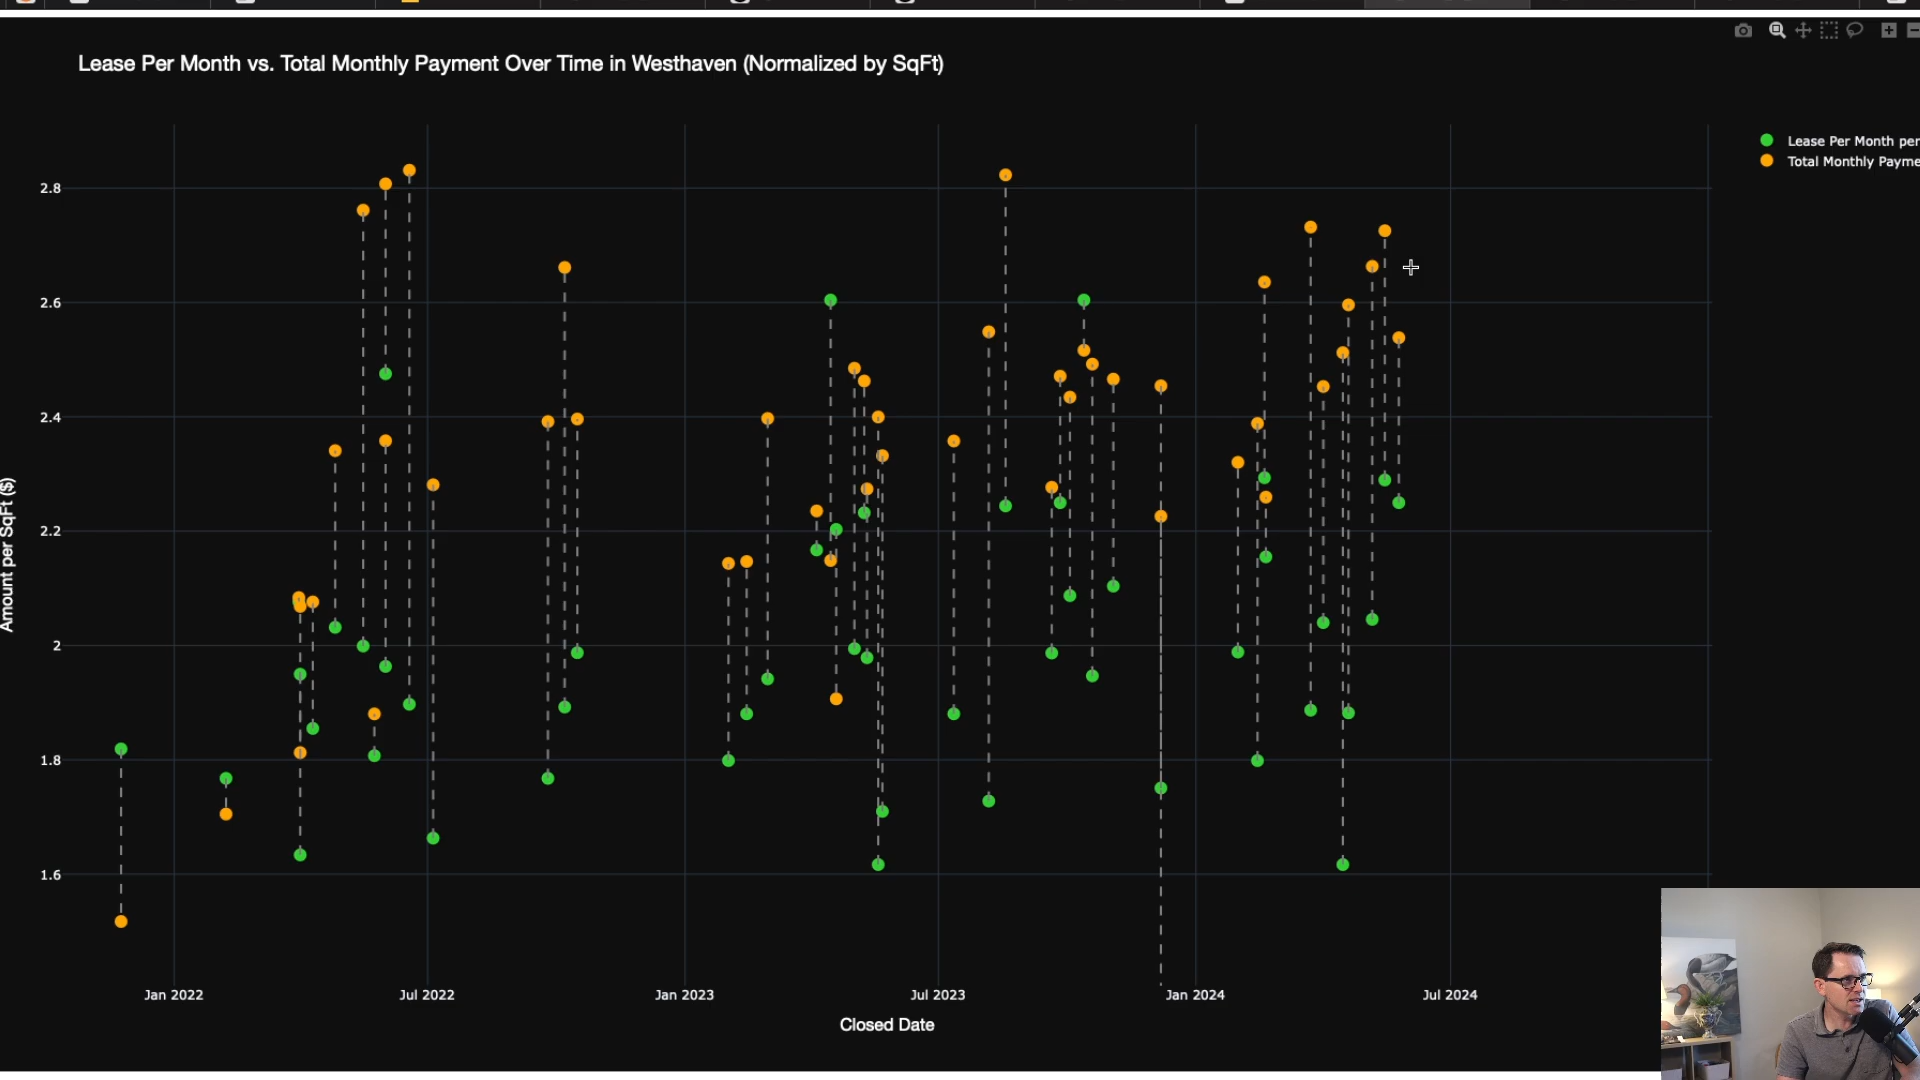 Lease Per Month vs. Total Monthly Payment Over Time in Westhaven (Normalized by SqFt)
Lease Per Month per
Total Monthly Payme
2.8
2.6
2.4
2.2
2
1.8
1.6
Amount per SqFt ($)
Jan 2022
Jul 2022
Jan 2023
Jul 2023
Jan 2024
Jul 2024
Closed Date